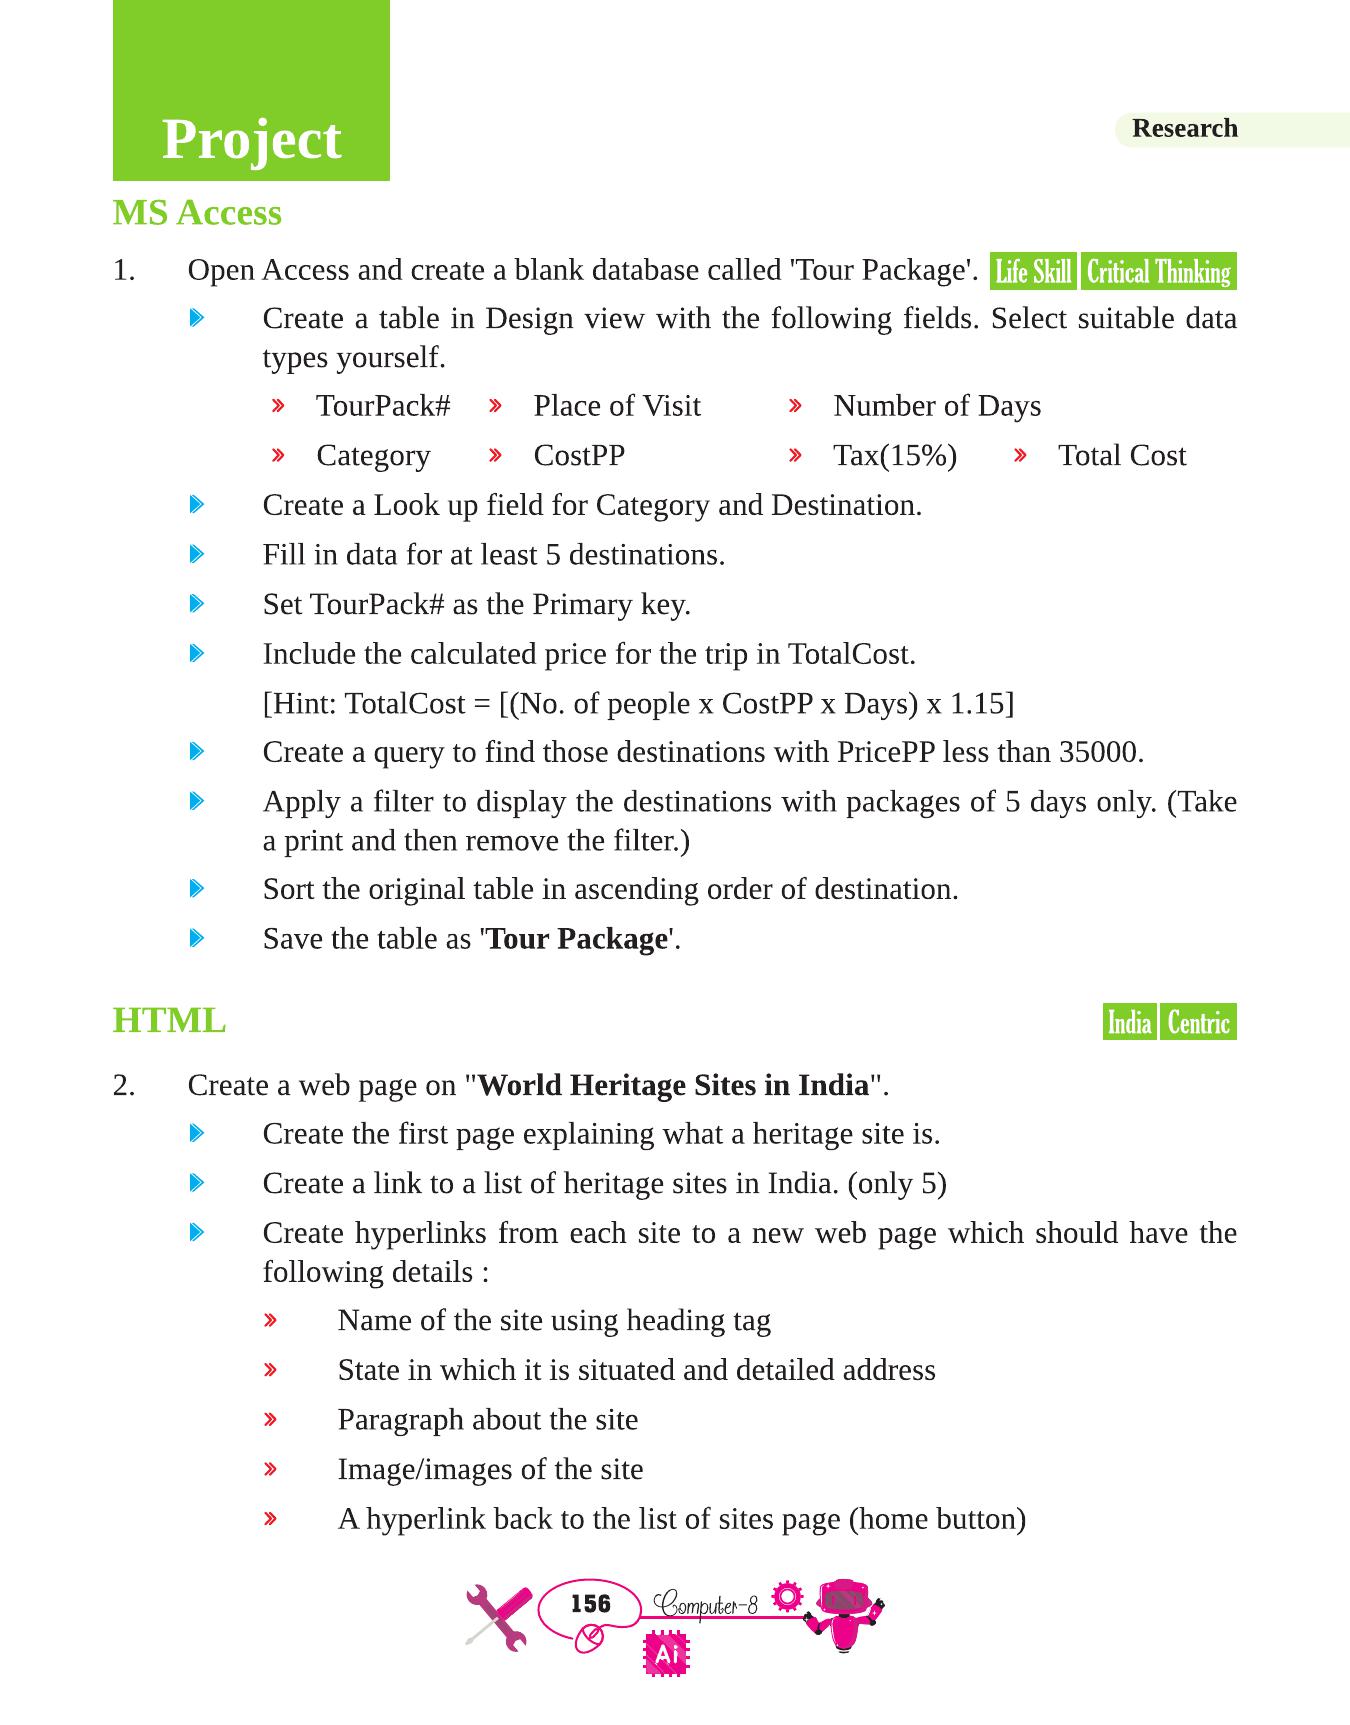 Project
Research
MS Access
1. Open Access and create a blank database called 'Tour Package'. Life Skill Critical Thinking
Create a table in Design view with the following fields. Select suitable data
types yourself.
» TourPack# » Place of Visit » Number of Days
» Category » CostPP » Tax(15%) » Total Cost
Create a Look up field for Category and Destination.
Fill in data for at least 5 destinations.
Set TourPack# as the Primary key.
Include the calculated price for the trip in TotalCost.
[Hint: TotalCost = [(No. of people x CostPP x Days) x 1.15]
Create a query to find those destinations with PricePP less than 35000.
Apply a filter to display the destinations with packages of 5 days only. (Take
a print and then remove the filter.)
Sort the original table in ascending order of destination.
Save the table as 'Tour Package'.
HTML India Centric
2. Create a web page on "World Heritage Sites in India".
Create the first page explaining what a heritage site is.
Create a link to a list of heritage sites in India. (only 5)
Create hyperlinks from each site to a new web page which should have the
following details :
» Name of the site using heading tag
» State in which it is situated and detailed address
» Paragraph about the site
» Image/images of the site
» A hyperlink back to the list of sites page (home button)
156 Computer-8
Ai